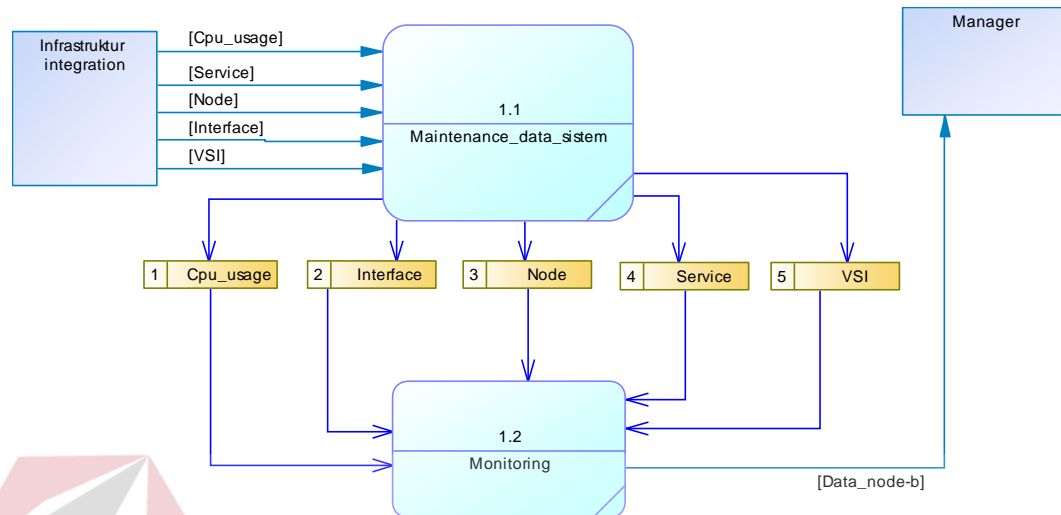 Infrastruktur
integration
[Cpu_usage]
[Service]
[Node]
[Interface]
[VSI]
1.1
Maintenance_data_sistem
Manager
1 Cpu_usage
2 Interface
3 Node
4 Service
5 VSI
1.2
Monitoring
[Data_node-b]